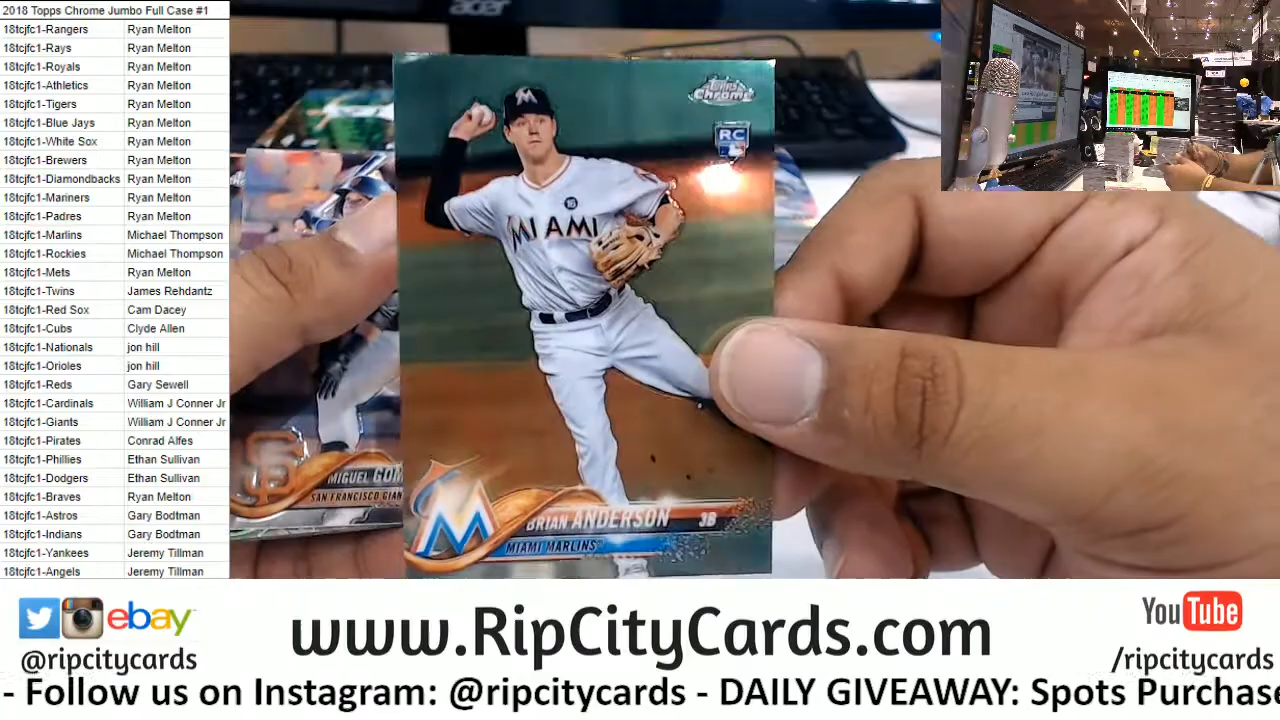 2018 Topps Chrome Jumbo Full Case #1
18tcjfc1-Rangers Ryan Melton
18tcjfc1-Rays Ryan Melton
18tcjfc1-Royals Ryan Melton
18tcjfc1-Athletics Ryan Melton
18tcjfc1-Tigers Ryan Melton
18tcjfc1-Blue Jays Ryan Melton
18tcjfc1-White Sox Ryan Melton
18tcjfc1-Brewers Ryan Melton
18tcjfc1-Diamondbacks Ryan Melton
18tcjfc1-Mariners Ryan Melton
18tcjfc1-Padres Ryan Melton
18tcjfc1-Marlins Michael Thompson
18tcjfc1-Rockies Michael Thompson
18tcjfc1-Mets Ryan Melton
18tcjfc1-Twins James Rehdantz
18tcjfc1-Red Sox Cam Dacey
18tcjfc1-Cubs Clyde Allen
18tcjfc1-Nationals jon hill
18tcjfc1-Orioles jon hill
18tcjfc1-Reds Gary Sewell
18tcjfc1-Cardinals William J Conner Jr
18tcjfc1-Giants William J Conner Jr
18tcjfc1-Pirates Conrad Alfes
18tcjfc1-Phillies Ethan Sullivan
18tcjfc1-Dodgers Ethan Sullivan
18tcjfc1-Braves Ryan Melton
18tcjfc1-Astros Gary Bodtman
18tcjfc1-Indians Gary Bodtman
18tcjfc1-Yankees Jeremy Tillman
18tcjfc1-Angels Jeremy Tillman
Topps Chrome
RC
MIAMI
16
M
BRIAN ANDERSON 3B
MIAMI MARLINS
MIGUEL GOM
SAN FRANCISCO GIAN
ebay
@ripcitycards
www.RipCityCards.com
YouTube
/ripcitycards
- Follow us on Instagram: @ripcitycards - DAILY GIVEAWAY: Spots Purchase